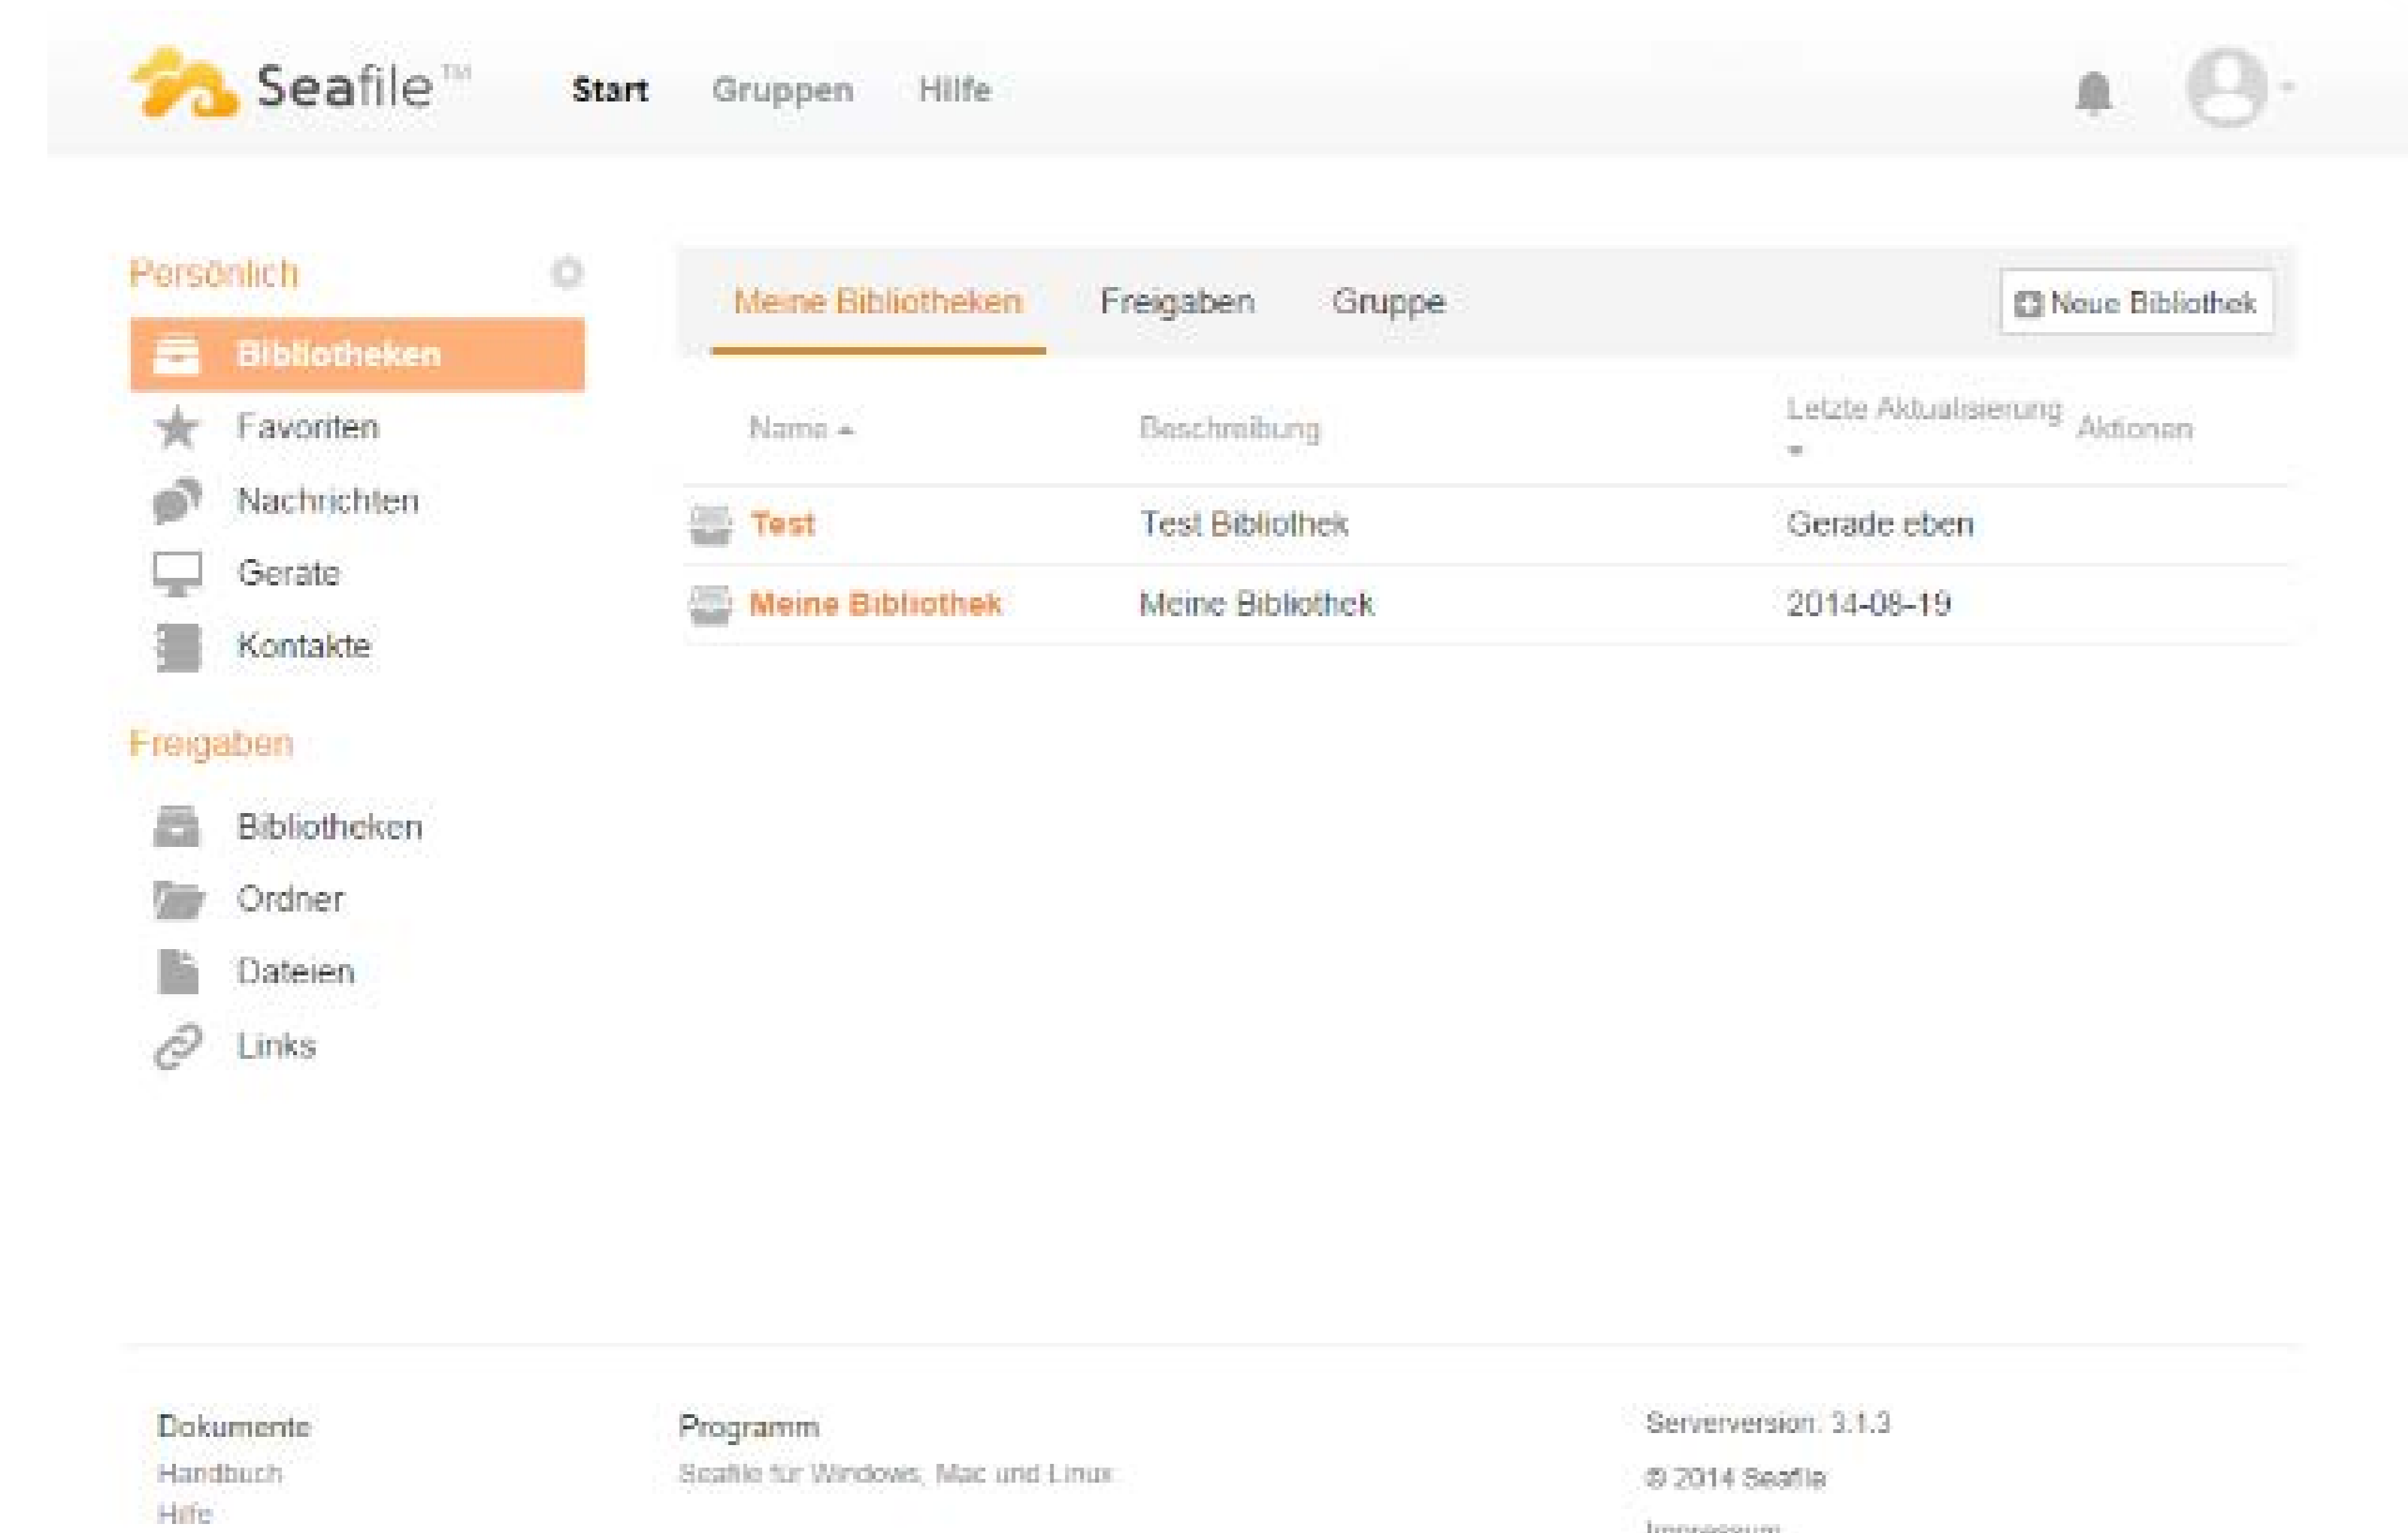 Seafile™ Start Gruppen Hilfe
Persönlich
Bibliotheken
Favoriten
Nachrichten
Geräte
Kontakte
Freigaben
Bibliotheken
Ordner
Dateien
Links
Meine Bibliotheken Freigaben Gruppe Neue Bibliothek
Name Beschreibung Letzte Aktualisierung Aktionen
Test Test Bibliothek Gerade eben
Meine Bibliothek Meine Bibliothek 2014-08-19
Dokumente
Handbuch
Hilfe
Programm
Seafile für Windows, Mac und Linux
Serverversion: 3.1.3
© 2014 Seafile
Impressum